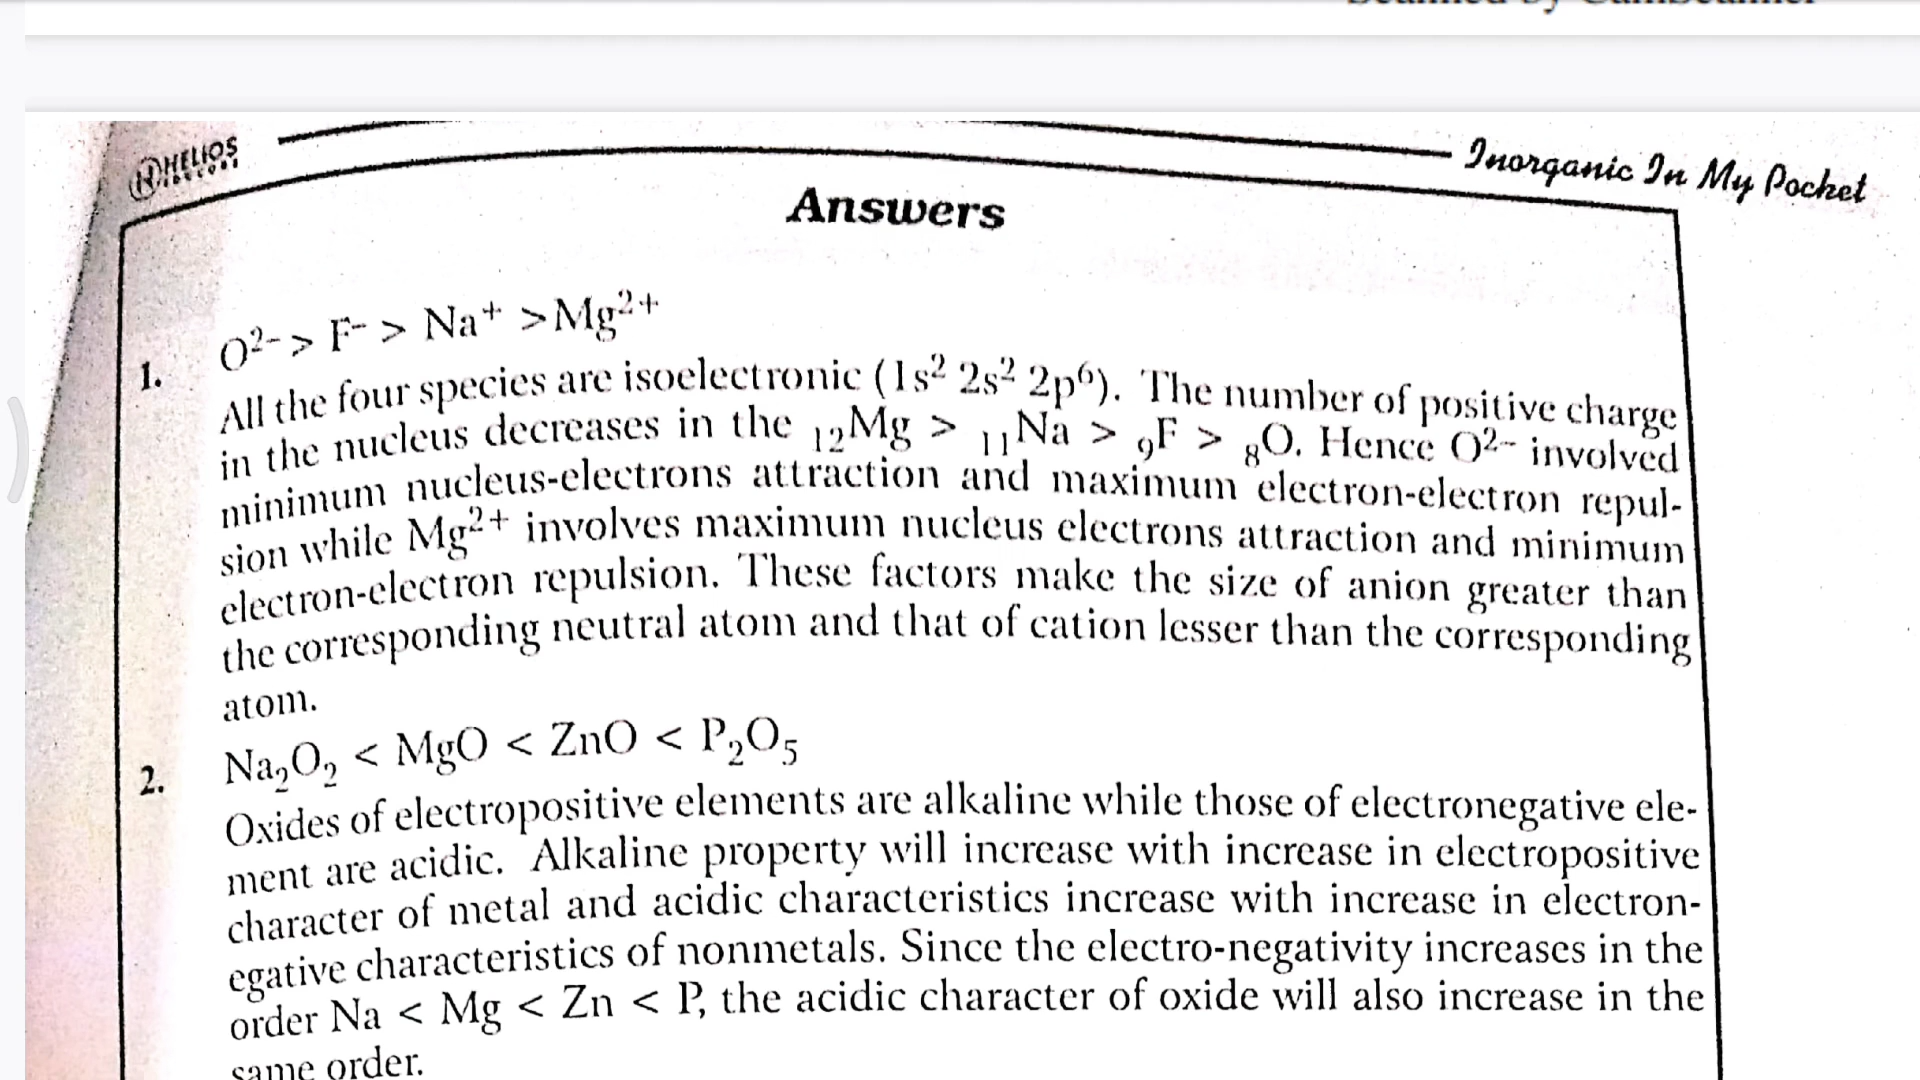 HELIOS
Inorganic In My Pocket
Answers
1. O²⁻ > F⁻ > Na⁺ > Mg²⁺
All the four species are isoelectronic (1s² 2s² 2p⁶). The number of positive charge
in the nucleus decreases in the ₁₂Mg > ₁₁Na > ₉F > ₈O. Hence O²⁻ involved
minimum nucleus-electrons attraction and maximum electron-electron repul-
sion while Mg²⁺ involves maximum nucleus electrons attraction and minimum
electron-electron repulsion. These factors make the size of anion greater than
the corresponding neutral atom and that of cation lesser than the corresponding
atom.
2. Na₂O₂ < MgO < ZnO < P₂O₅
Oxides of electropositive elements are alkaline while those of electronegative ele-
ment are acidic. Alkaline property will increase with increase in electropositive
character of metal and acidic characteristics increase with increase in electron-
egative characteristics of nonmetals. Since the electro-negativity increases in the
order Na < Mg < Zn < P, the acidic character of oxide will also increase in the
same order.